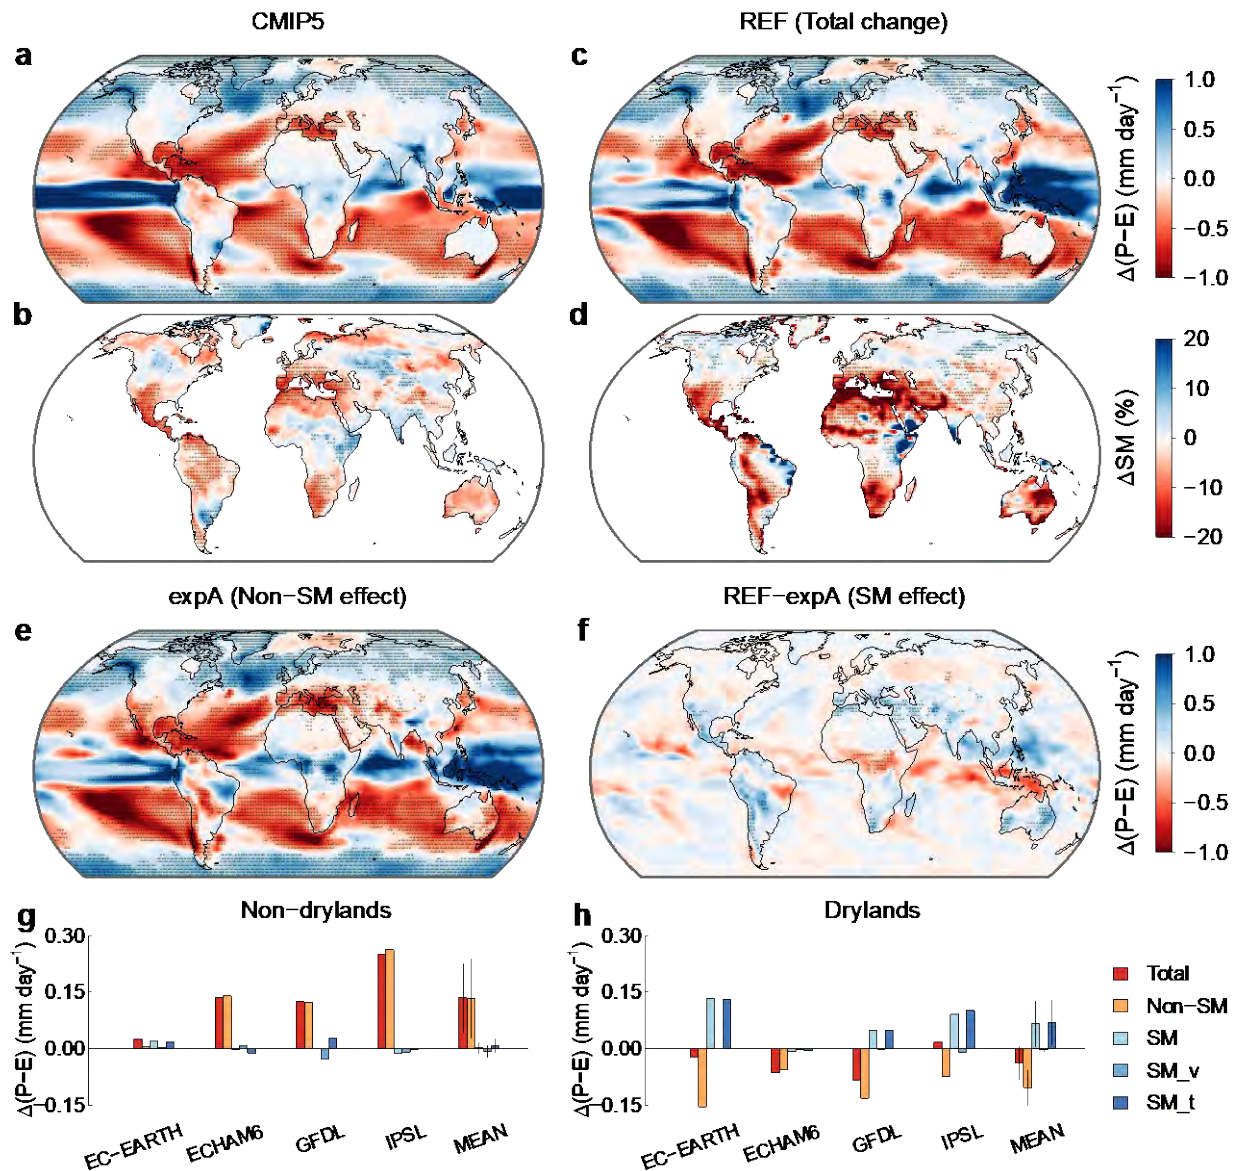 CMIP5
REF (Total change)
a
c
1.0
0.5
0.0
−0.5
−1.0
Δ(P−E) (mm day⁻¹)
b
d
20
10
0
−10
−20
ΔSM (%)
expA (Non−SM effect)
REF−expA (SM effect)
e
f
1.0
0.5
0.0
−0.5
−1.0
Δ(P−E) (mm day⁻¹)
g
Non−drylands
h
Drylands
Δ(P−E) (mm day⁻¹)
0.30
0.15
0.00
−0.15
EC−EARTH
ECHAM6
GFDL
IPSL
MEAN
Δ(P−E) (mm day⁻¹)
0.30
0.15
0.00
−0.15
EC−EARTH
ECHAM6
GFDL
IPSL
MEAN
Total
Non−SM
SM
SM_v
SM_t